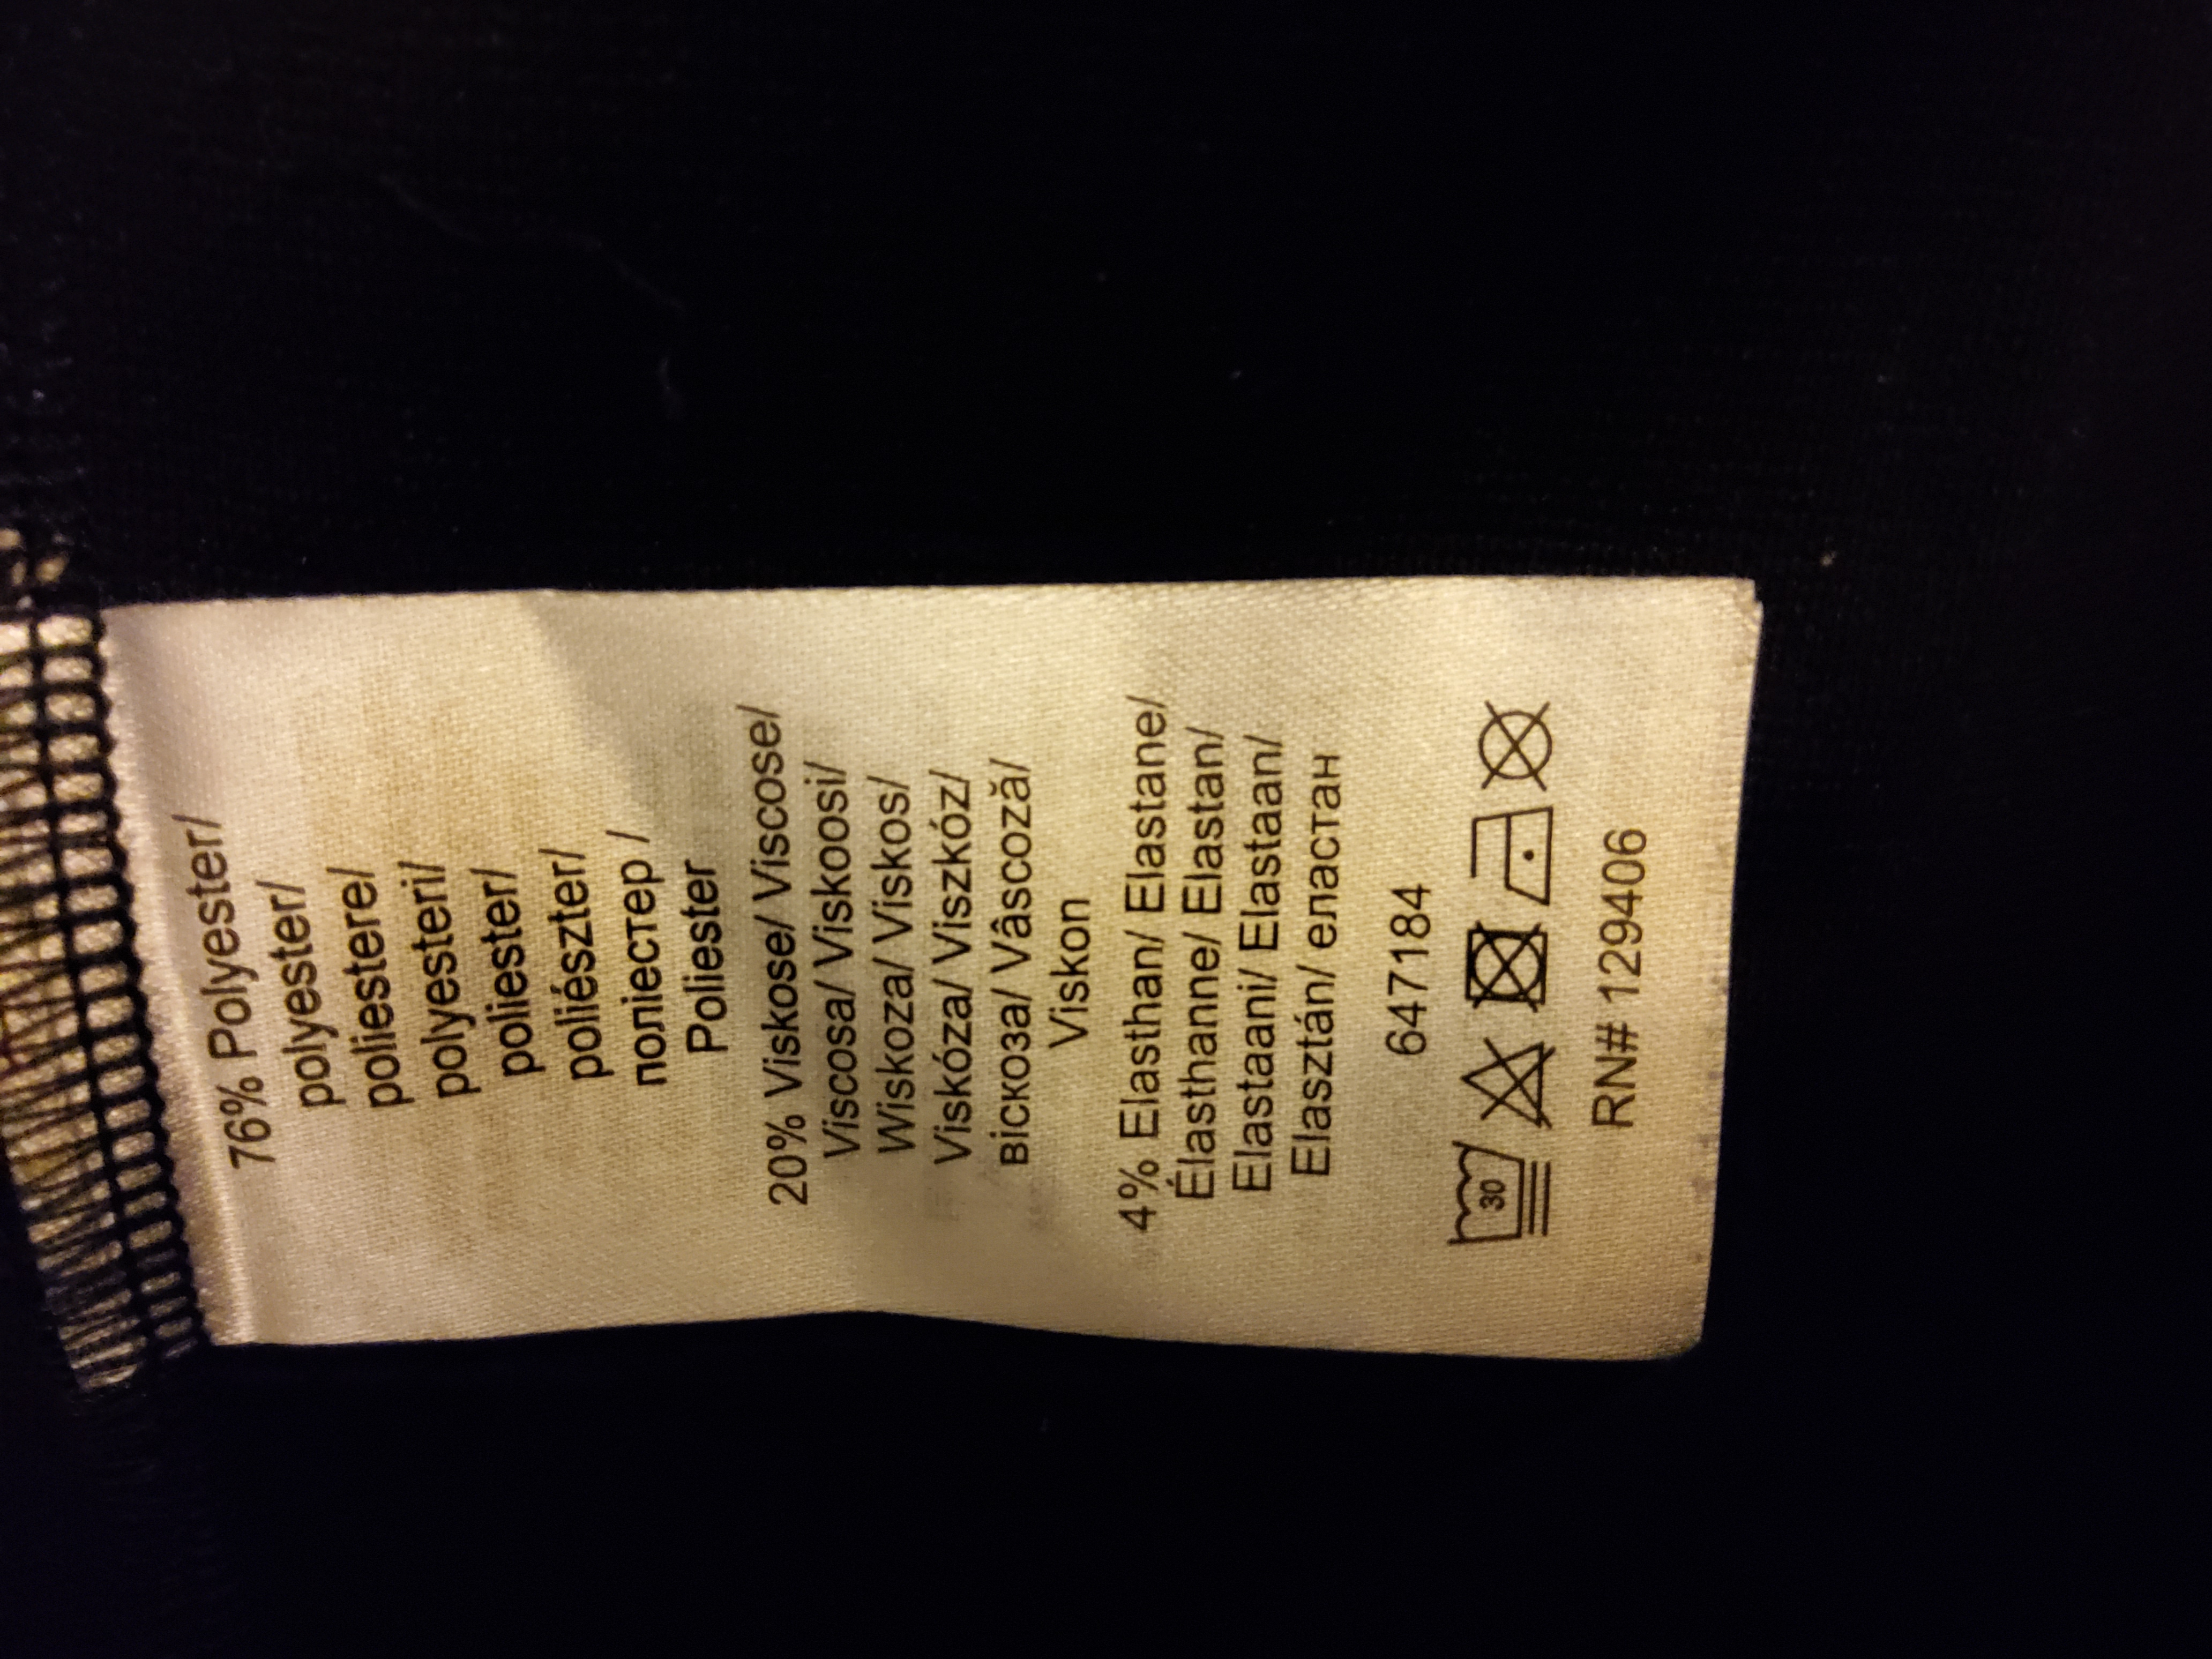 76% Polyester/
polyester/
poliestere/
polyesteri/
poliester/
poliészter/
поліестер /
Poliester
20% Viskose/ Viscose/
Viscosa/ Viskoosi/
Wiskoza/ Viskos/
Viskóza/ Viszkóz/
віскоза/ Vâscoză/
Viskon
4% Elasthan/ Elastane/
Élasthanne/ Elastan/
Elastaani/ Elastaan/
Elasztán/ еластан
647184
30
RN# 129406